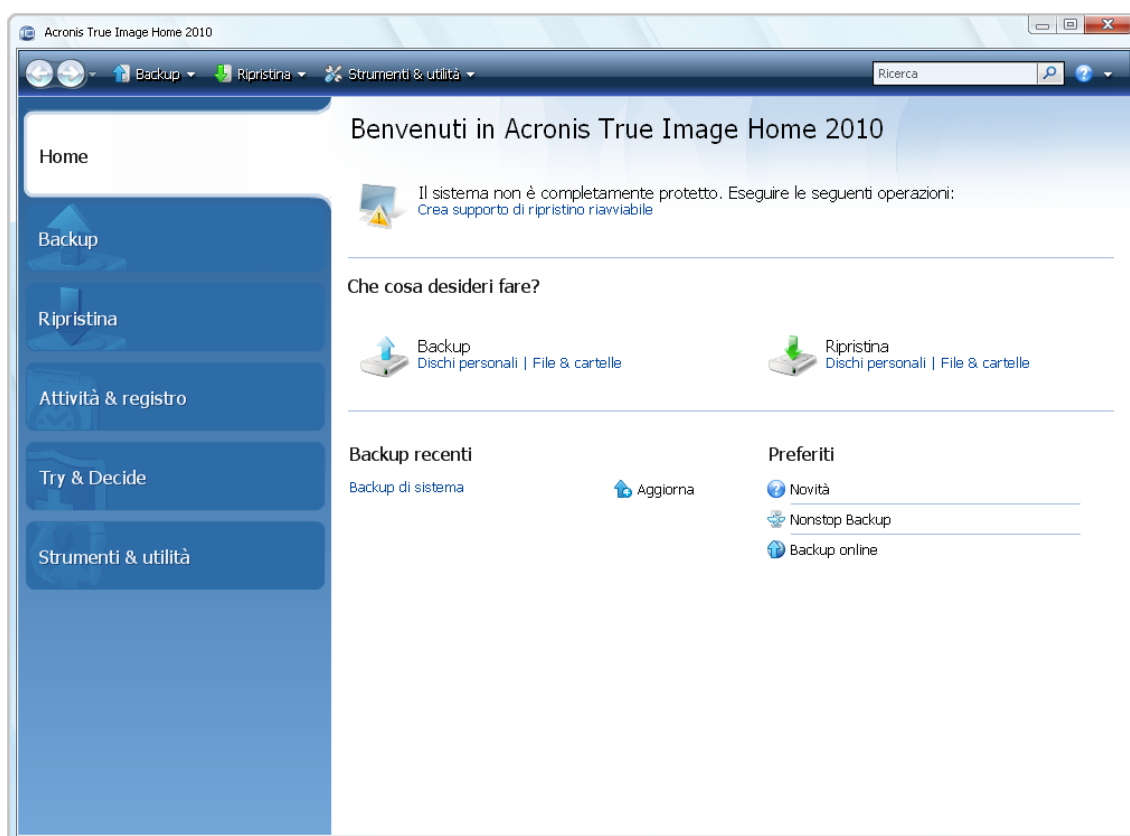 Acronis True Image Home 2010
Backup Ripristina Strumenti & utilità Ricerca
Home
Backup
Ripristina
Attività & registro
Try & Decide
Strumenti & utilità
Benvenuti in Acronis True Image Home 2010
Il sistema non è completamente protetto. Eseguire le seguenti operazioni:
Crea supporto di ripristino riavviabile
Che cosa desideri fare?
Backup
Dischi personali | File & cartelle
Ripristina
Dischi personali | File & cartelle
Backup recenti
Backup di sistema Aggiorna
Preferiti
Novità
Nonstop Backup
Backup online